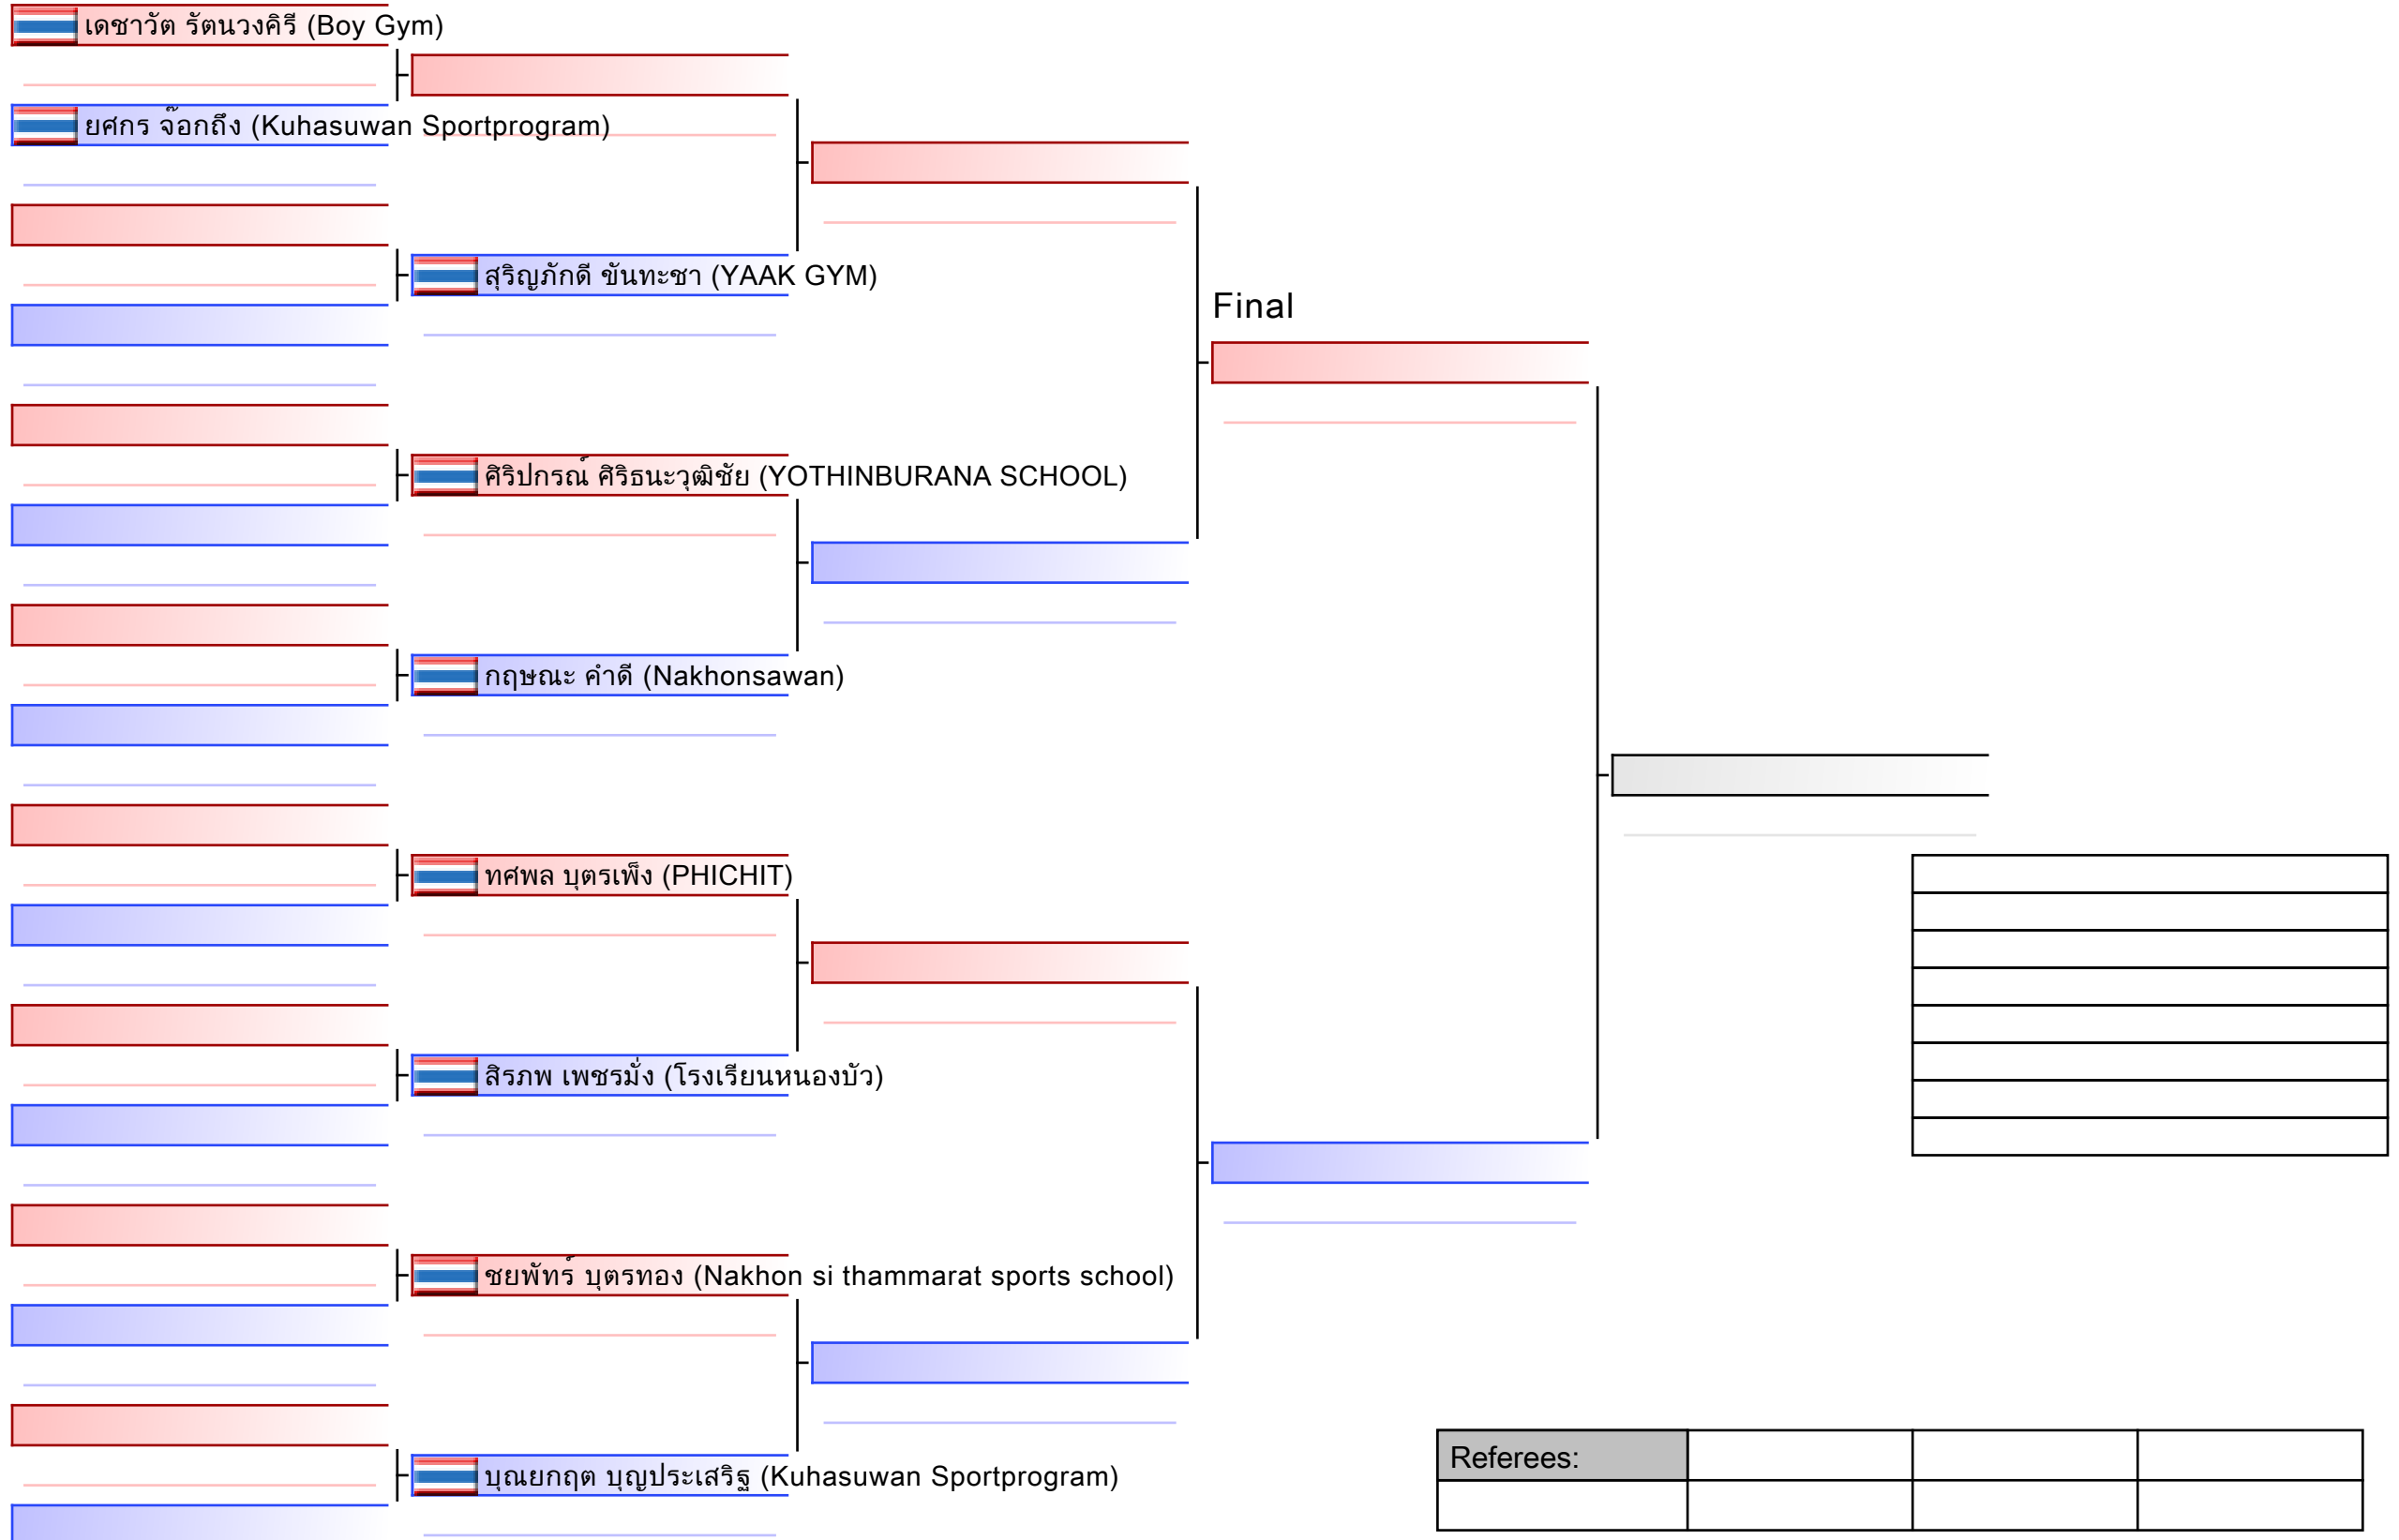 เดชาวัต รัตนวงคิรี (Boy Gym)
ยศกร จ๊อกถึง (Kuhasuwan Sportprogram)
สุริญภักดี ขันทะชา (YAAK GYM)
Final
ศิริปกรณ์ ศิริธนะวุฒิชัย (YOTHINBURANA SCHOOL)
กฤษณะ คำดี (Nakhonsawan)
ทศพล บุตรเพ็ง (PHICHIT)
สิรภพ เพชรมั่ง (โรงเรียนหนองบัว)
ชยพัทร์ บุตรทอง (Nakhon si thammarat sports school)
บุณยกฤต บุญประเสริฐ (Kuhasuwan Sportprogram)
Referees: